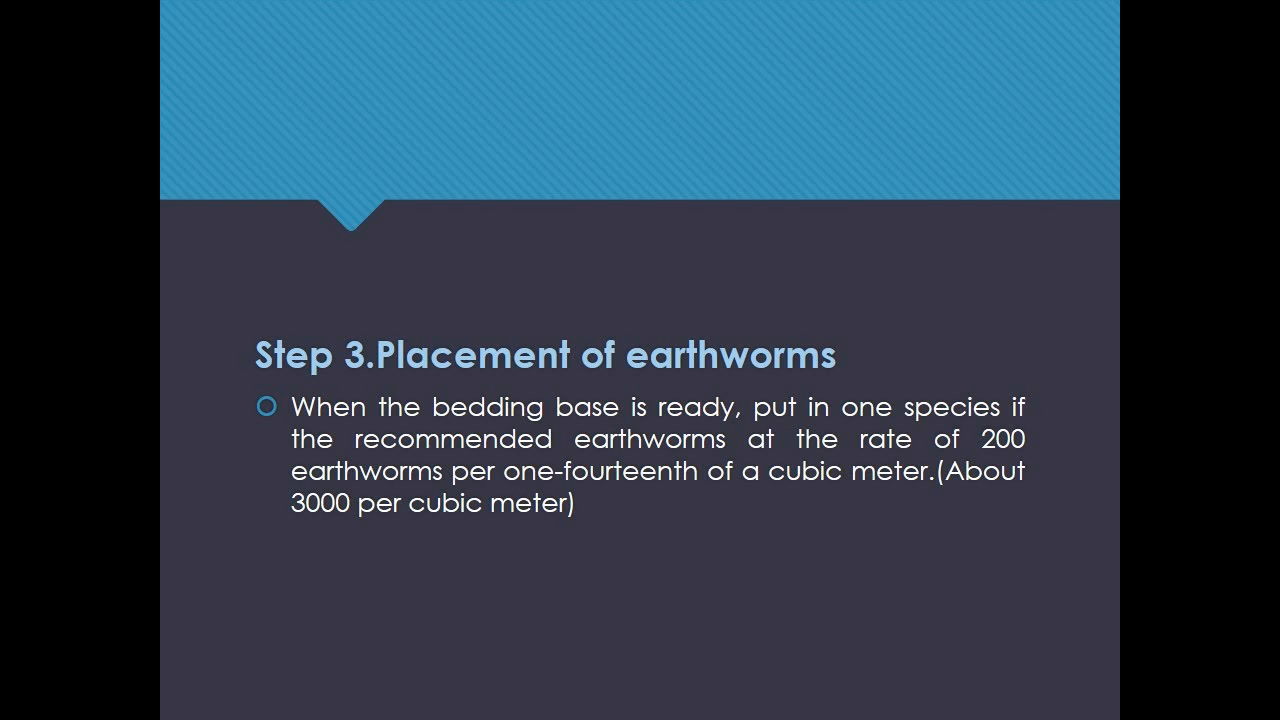 Step 3.Placement of earthworms
When the bedding base is ready, put in one species if
the recommended earthworms at the rate of 200
earthworms per one-fourteenth of a cubic meter.(About
3000 per cubic meter)